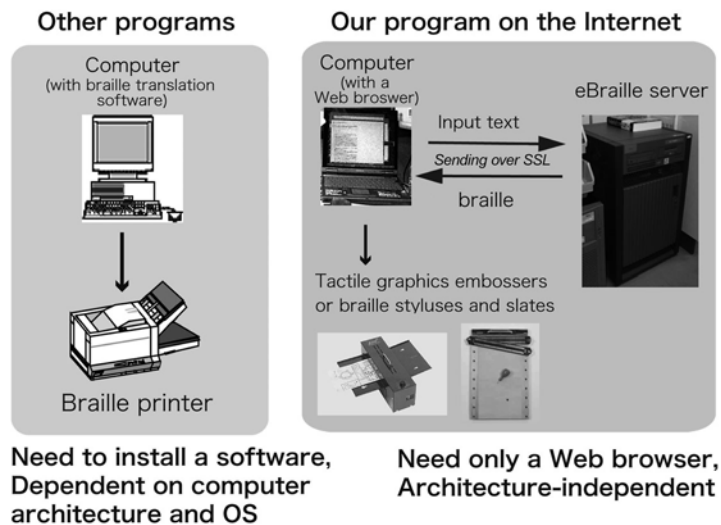 Other programs
Computer
(with braille translation
software)
Braille printer
Need to install a software,
Dependent on computer
architecture and OS
Our program on the Internet
Computer
(with a
Web broswer)
eBraille server
Input text
Sending over SSL
braille
Tactile graphics embossers
or braille styluses and slates
Need only a Web browser,
Architecture-independent